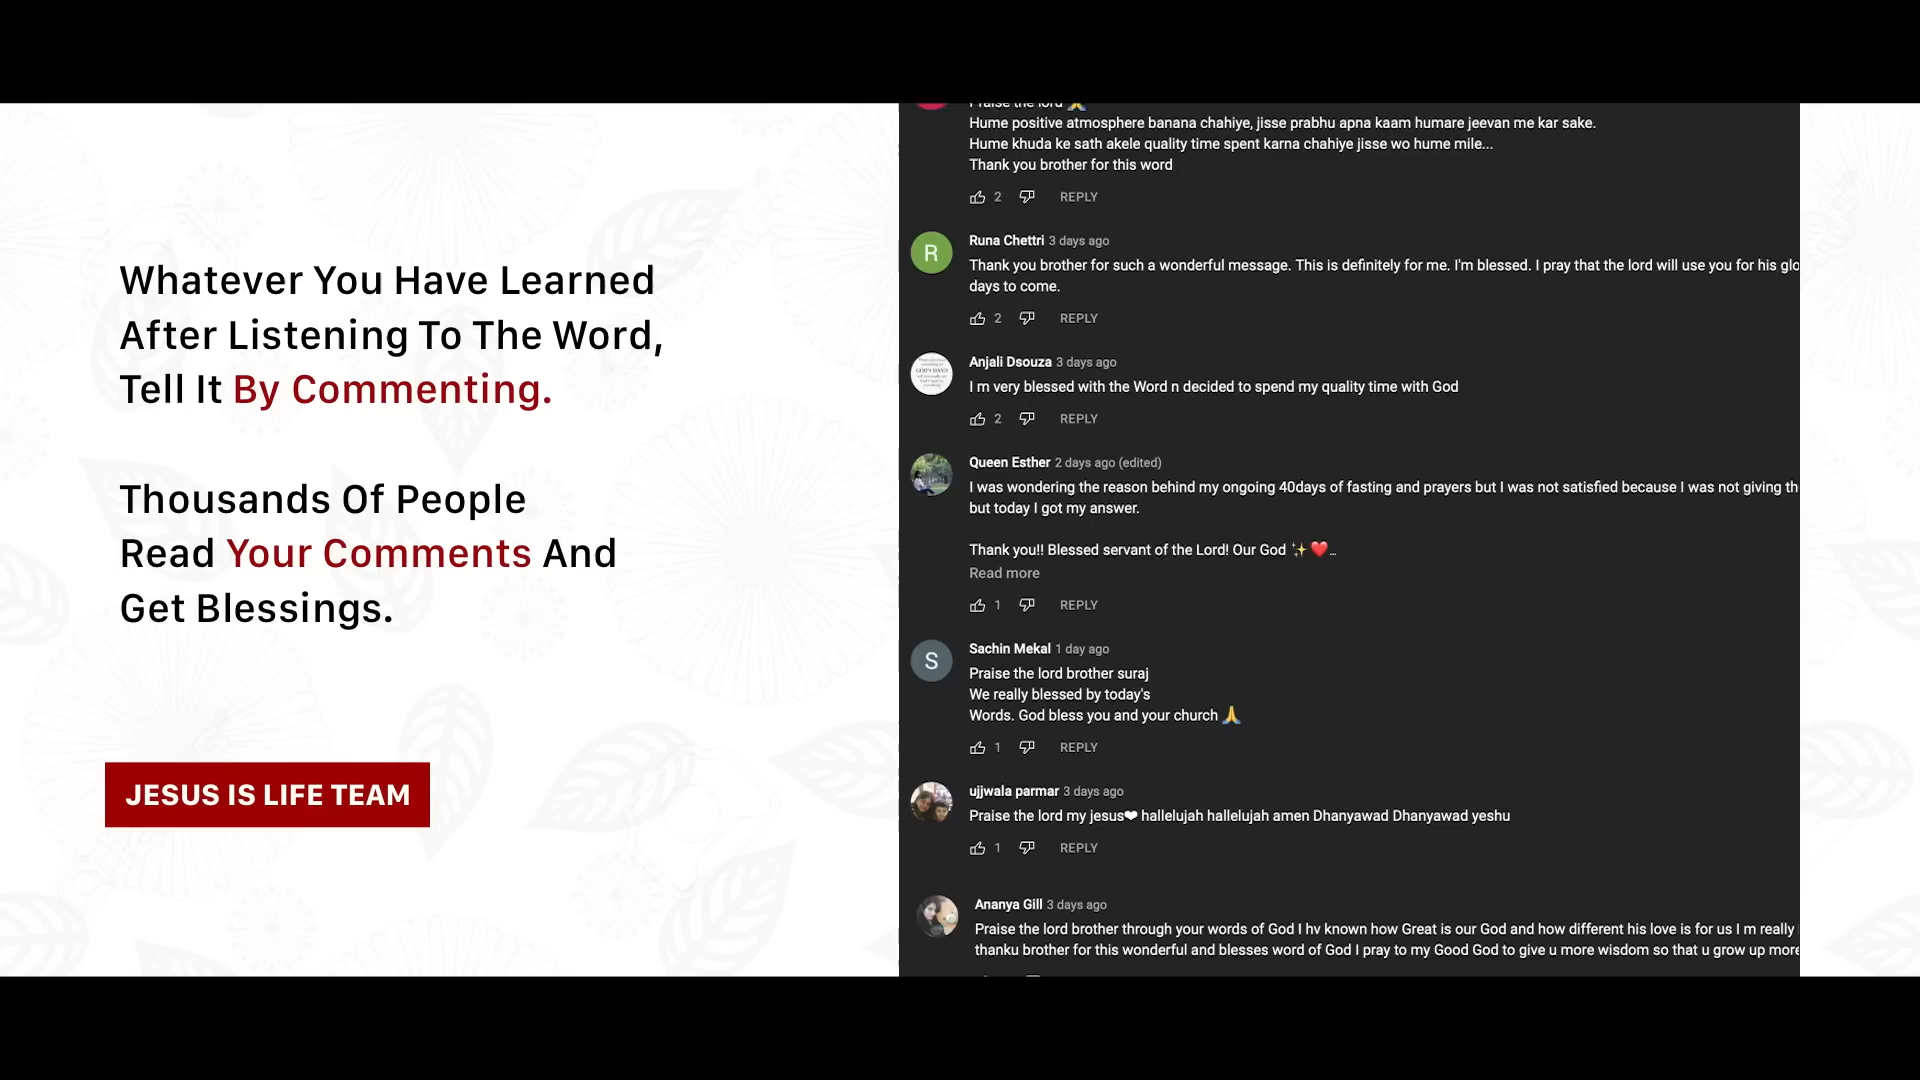 Whatever You Have Learned
After Listening To The Word,
Tell It By Commenting.
Thousands Of People
Read Your Comments And
Get Blessings.
JESUS IS LIFE TEAM
Praise the lord 🙏
Hume positive atmosphere banana chahiye, jisse prabhu apna kaam humare jeevan me kar sake.
Hume khuda ke sath akele quality time spent karna chahiye jisse wo hume mile...
Thank you brother for this word
2 REPLY
R
Runa Chettri 3 days ago
Thank you brother for such a wonderful message. This is definitely for me. I'm blessed. I pray that the lord will use you for his glo
days to come.
2 REPLY
Anjali Dsouza 3 days ago
I m very blessed with the Word n decided to spend my quality time with God
2 REPLY
Queen Esther 2 days ago (edited)
I was wondering the reason behind my ongoing 40days of fasting and prayers but I was not satisfied because I was not giving th
but today I got my answer.
Thank you!! Blessed servant of the Lord! Our God ✨❤️...
Read more
1 REPLY
S
Sachin Mekal 1 day ago
Praise the lord brother suraj
We really blessed by today's
Words. God bless you and your church 🙏
1 REPLY
ujjwala parmar 3 days ago
Praise the lord my jesus❤ hallelujah hallelujah amen Dhanyawad Dhanyawad yeshu
1 REPLY
Ananya Gill 3 days ago
Praise the lord brother through your words of God I hv known how Great is our God and how different his love is for us I m really
thanku brother for this wonderful and blesses word of God I pray to my Good God to give u more wisdom so that u grow up more